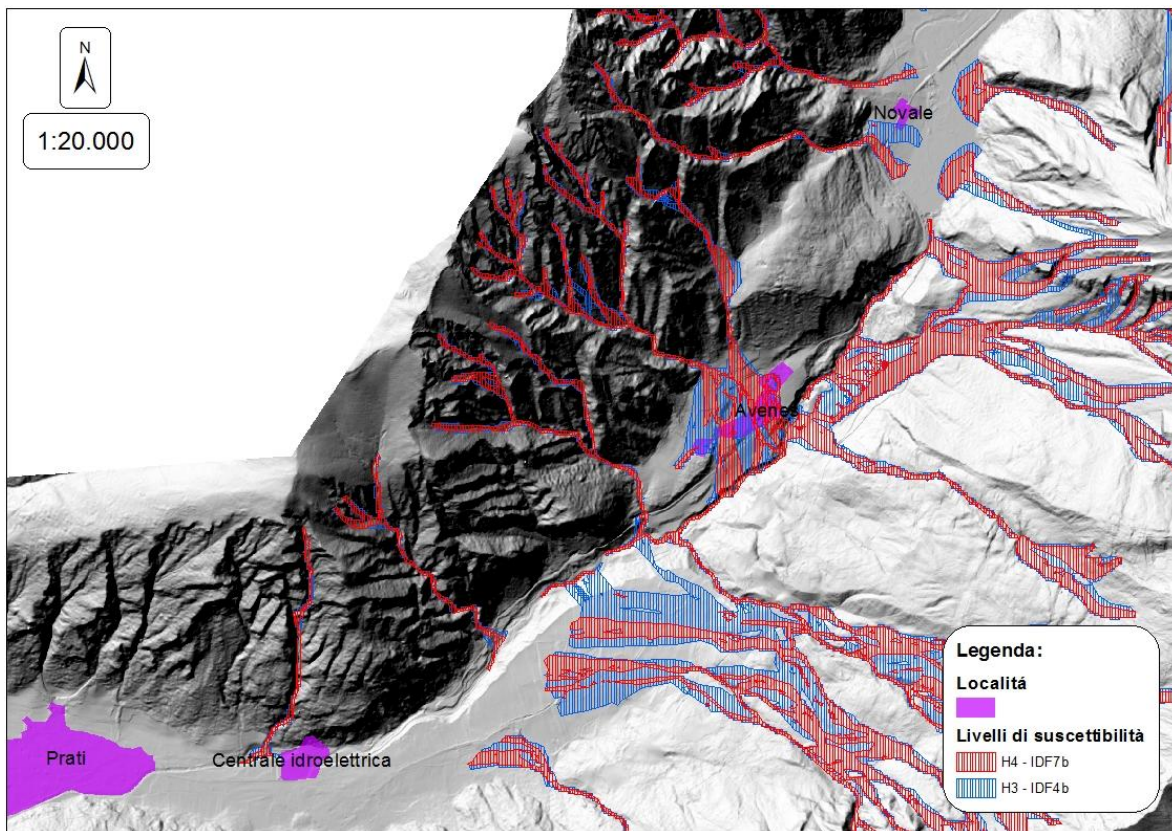 N
1:20.000
Novale
Avenes
Prati
Centrale idroelettrica
Legenda:
Localitá
Livelli di suscettibilità
H4 - IDF7b
H3 - IDF4b